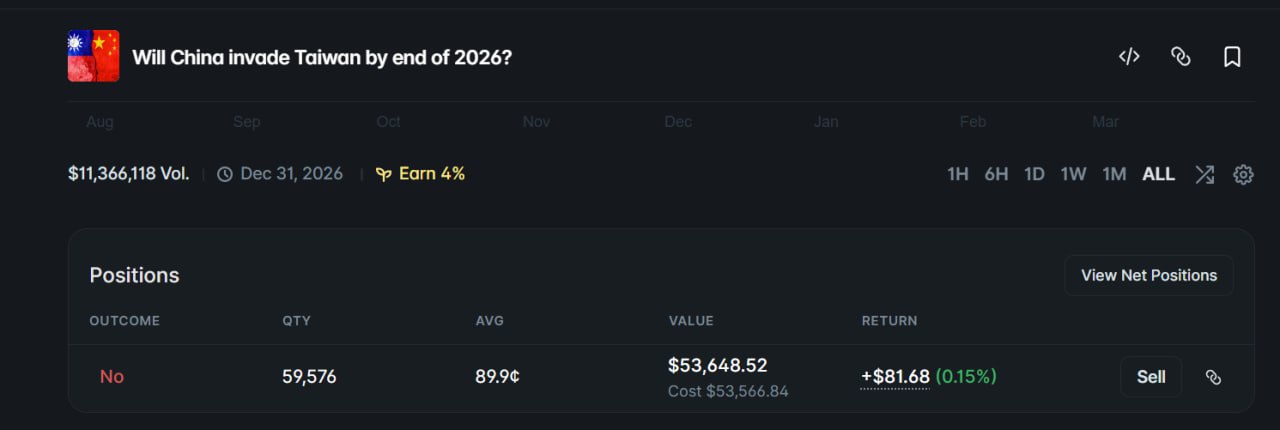 Will China invade Taiwan by end of 2026?
Aug Sep Oct Nov Dec Jan Feb Mar
$11,366,118 Vol. Dec 31, 2026 Earn 4% 1H 6H 1D 1W 1M ALL
Positions View Net Positions
OUTCOME QTY AVG VALUE RETURN
No 59,576 89.9¢ $53,648.52 +$81.68 (0.15%) Sell
Cost $53,566.84